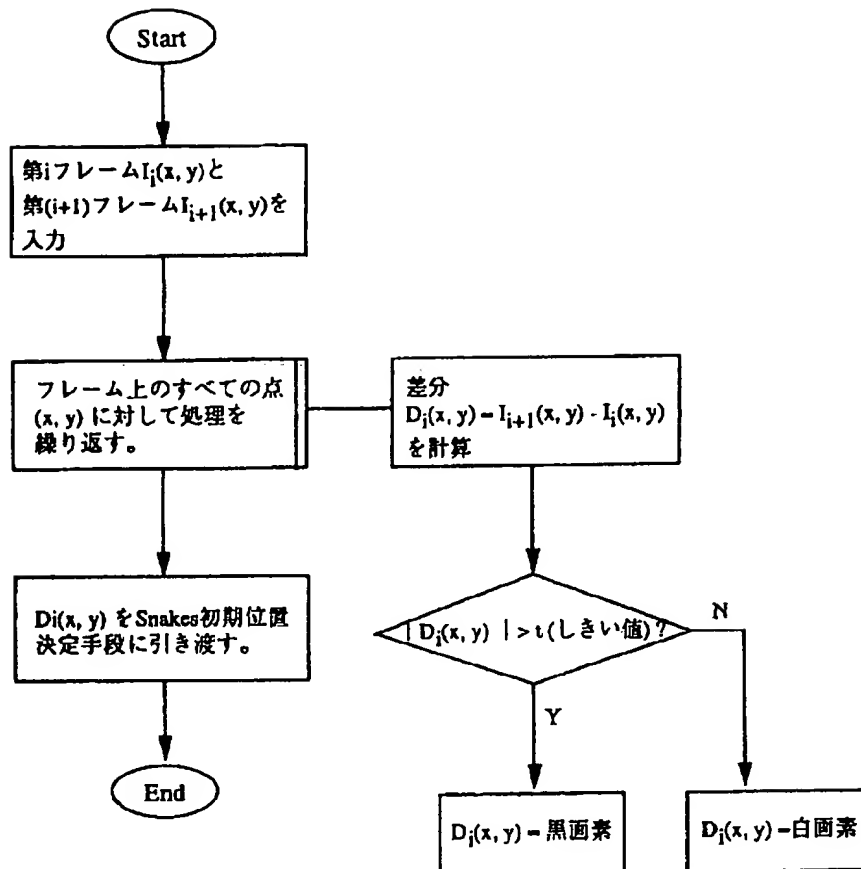 Start
第iフレームIi(x, y)と
第(i+1)フレームIi+1(x, y)を
入力
フレーム上のすべての点
(x, y) に対して処理を
繰り返す。
差分
Di(x, y) = Ii+1(x, y) - Ii(x, y)
を計算
Di(x, y) をSnakes初期位置
決定手段に引き渡す。
| Di(x, y) | > t (しきい値) ?
N
Y
End
Di(x, y) = 黒画素
Di(x, y) =白画素